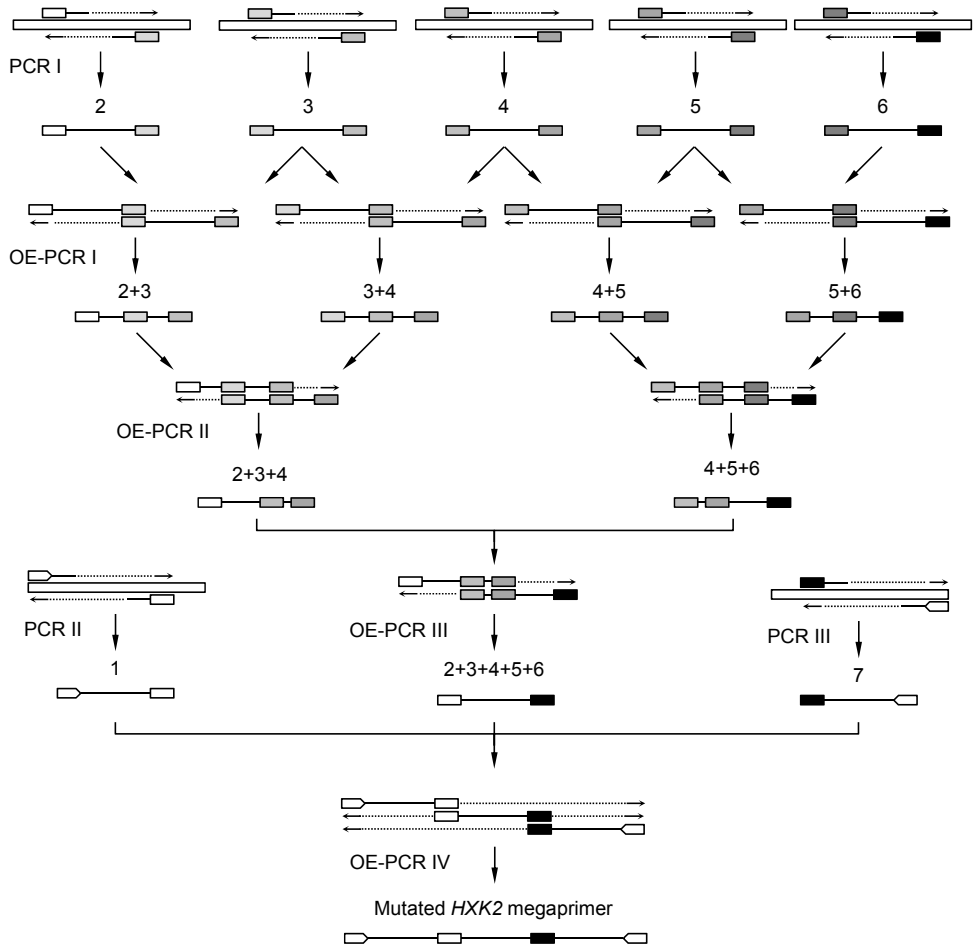 PCR I
2 3 4 5 6
OE-PCR I
2+3 3+4 4+5 5+6
OE-PCR II
2+3+4 4+5+6
PCR II OE-PCR III PCR III
1 2+3+4+5+6 7
OE-PCR IV
Mutated HXK2 megaprimer